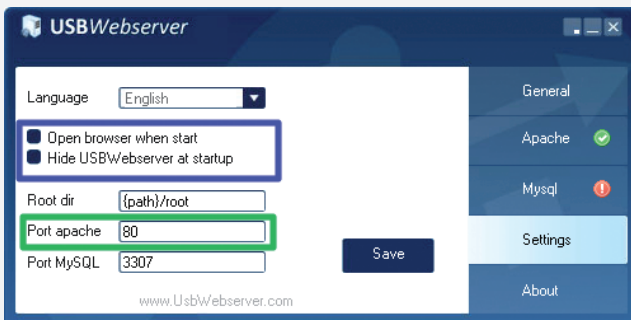 USBWebserver
Language English
Open browser when start
Hide USBWebserver at startup
Root dir {path}/root
Port apache 80
Port MySQL 3307
Save
www.UsbWebserver.com
General
Apache
Mysql
Settings
About